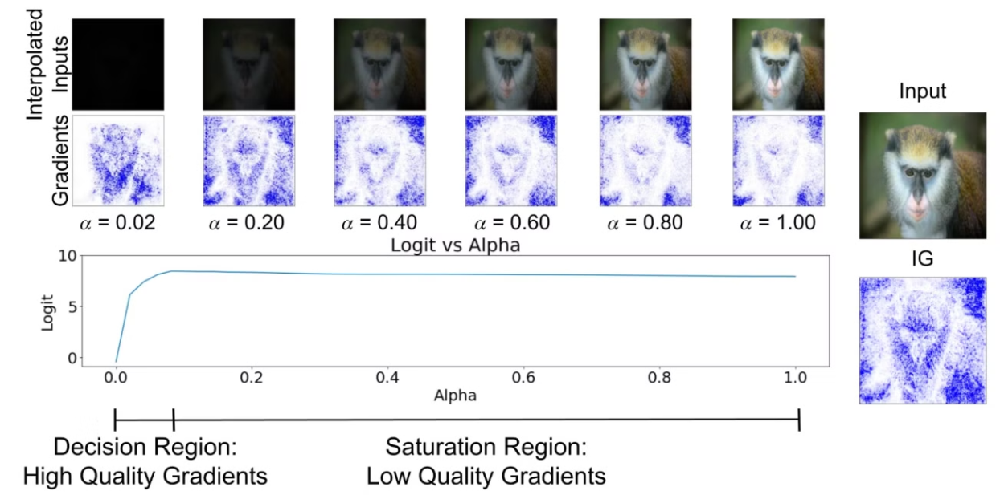 Interpolated
Inputs
Gradients
α = 0.02
α = 0.20
α = 0.40
α = 0.60
α = 0.80
α = 1.00
Input
IG
Logit vs Alpha
10
5
0
Logit
0.0
0.2
0.4
0.6
0.8
1.0
Alpha
Decision Region:
High Quality Gradients
Saturation Region:
Low Quality Gradients